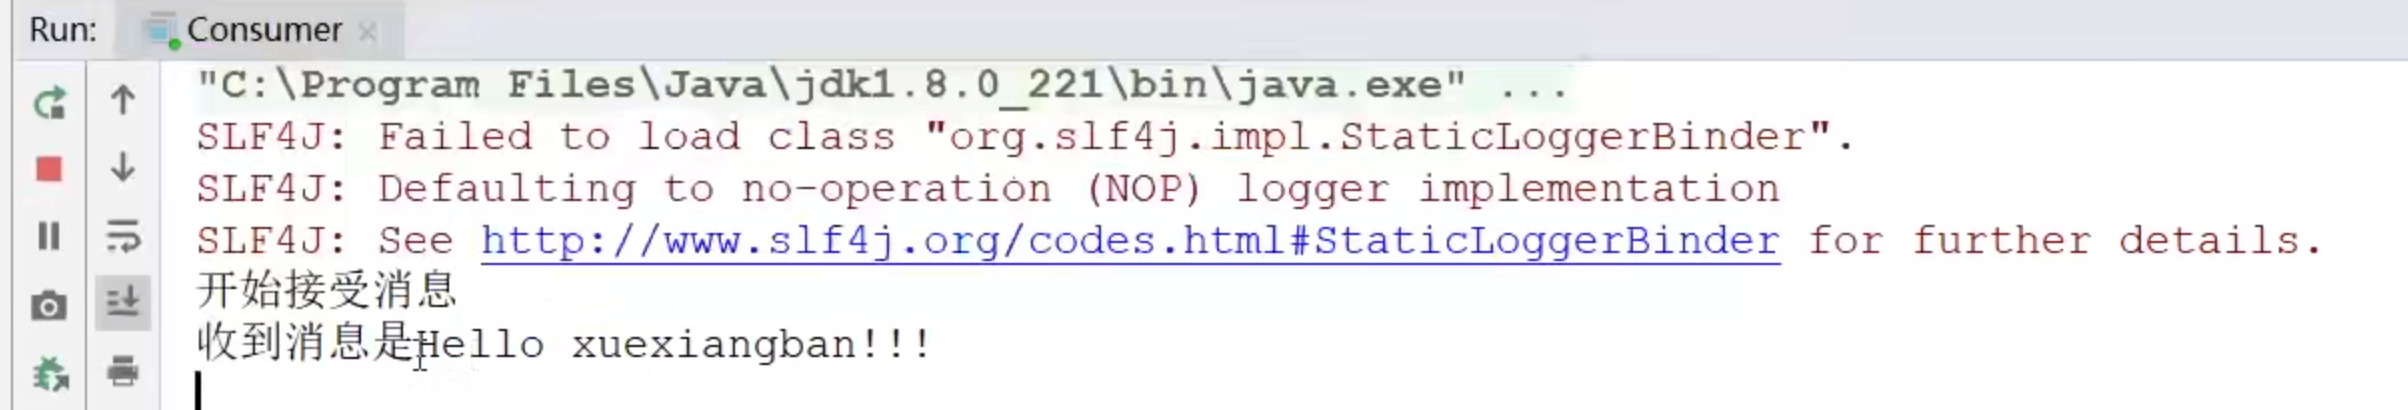 Run: Consumer
"C:\Program Files\Java\jdk1.8.0_221\bin\java.exe" ...
SLF4J: Failed to load class "org.slf4j.impl.StaticLoggerBinder".
SLF4J: Defaulting to no-operation (NOP) logger implementation
SLF4J: See http://www.slf4j.org/codes.html#StaticLoggerBinder for further details.
开始接受消息
收到消息是Hello xuexiangban!!!